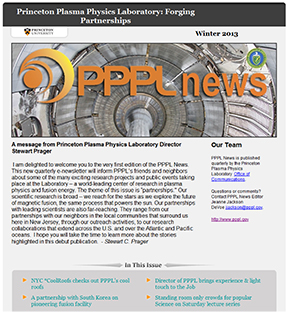 Princeton Plasma Physics Laboratory: Forging
Partnerships
PRINCETON
UNIVERSITY
Winter 2013
PPPL news
A message from Princeton Plasma Physics Laboratory Director
Stewart Prager
I am delighted to welcome you to the very first edition of the PPPL News.
This new quarterly e-newsletter will inform PPPL's friends and neighbors
about some of the many exciting research projects and public events taking
place at the Laboratory – a world-leading center of research in plasma
physics and fusion energy. The theme of this issue is "partnerships." Our
scientific research is broad – we reach for the stars as we explore the future
of magnetic fusion, the same process that powers the sun. Our partnerships
with leading scientists are also far-reaching. They range from our
partnerships with our neighbors in the local communities that surround us
here in New Jersey, through our outreach activities, to our research
collaborations that extend across the U.S. and over the Atlantic and Pacific
oceans. I hope you will take the time to learn more about the stories
highlighted in this debut publication. - Stewart C. Prager
Our Team
PPPL News is published
quarterly by the Princeton
Plasma Physics
Laboratory Office of
Communications.
Questions or comments?
Contact PPPL News Editor
Jeanne Jackson
DeVoe jjackson@pppl.gov.
http://www.pppl.gov
In This Issue
NYC °CoolRoofs checks out PPPL's cool
roofs
A partnership with South Korea on
pioneering fusion facility
Director of PPPL brings experience & light
touch to the Job
Standing room only crowds for popular
Science on Saturday lecture series